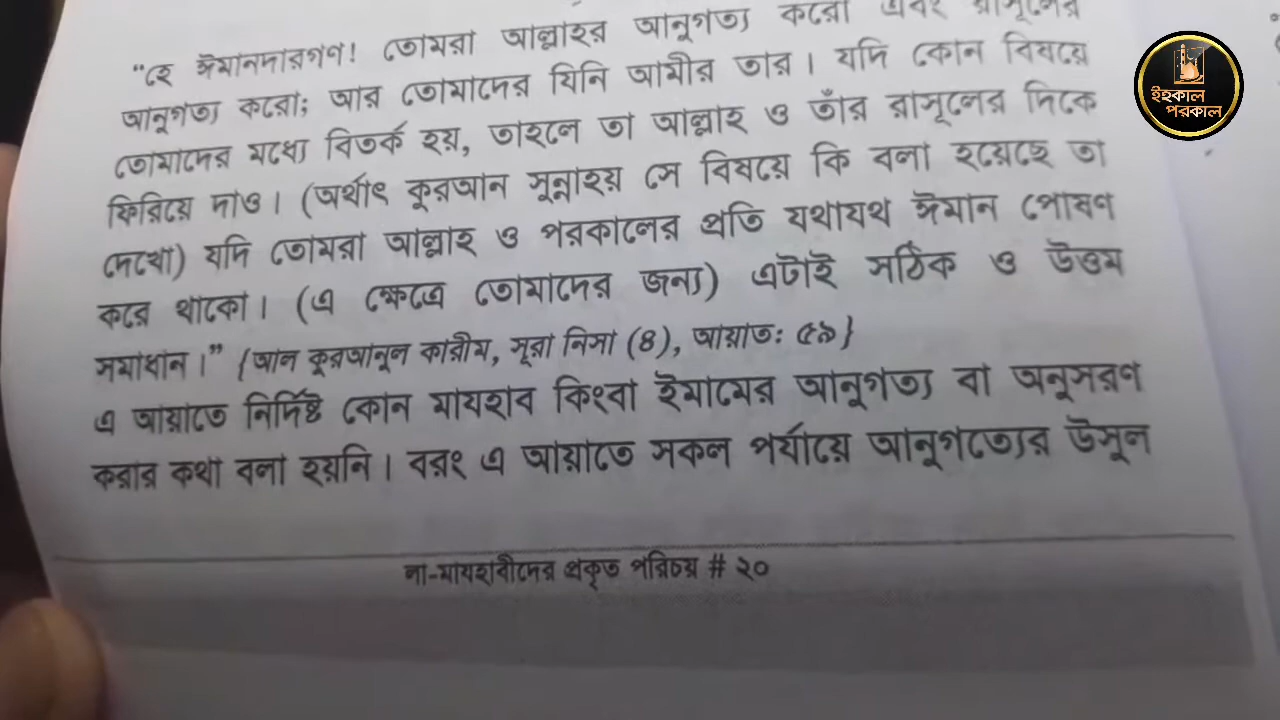 "হে ঈমানদারগণ! তোমরা আল্লাহর আনুগত্য করো এবং রাসূলের
আনুগত্য করো; আর তোমাদের যিনি আমীর তার। যদি কোন বিষয়ে
তোমাদের মধ্যে বিতর্ক হয়, তাহলে তা আল্লাহ ও তাঁর রাসূলের দিকে
ফিরিয়ে দাও। (অর্থাৎ কুরআন সুন্নাহয় সে বিষয়ে কি বলা হয়েছে তা
দেখো) যদি তোমরা আল্লাহ ও পরকালের প্রতি যথাযথ ঈমান পোষণ
করে থাকো। (এ ক্ষেত্রে তোমাদের জন্য) এটাই সঠিক ও উত্তম
সমাধান।" {আল কুরআনুল কারীম, সূরা নিসা (৪), আয়াত: ৫৯}
এ আয়াতে নির্দিষ্ট কোন মাযহাব কিংবা ইমামের আনুগত্য বা অনুসরণ
করার কথা বলা হয়নি। বরং এ আয়াতে সকল পর্যায়ে আনুগত্যের উসূল
লা-মাযহাবীদের প্রকৃত পরিচয় # ২০
ইহকাল
পরকাল